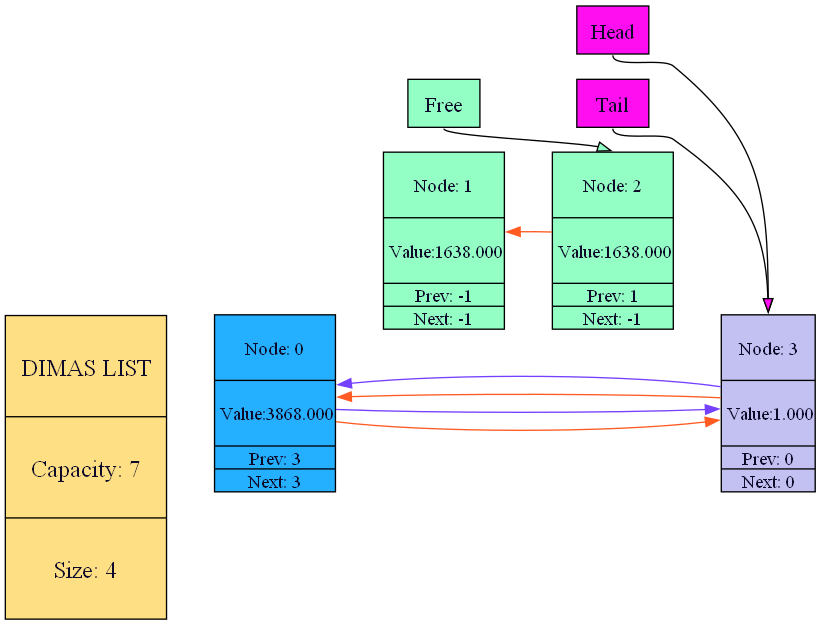 Head
Free
Tail
Node: 1
Value:1638.000
Prev: -1
Next: -1
Node: 2
Value:1638.000
Prev: 1
Next: -1
DIMAS LIST
Capacity: 7
Size: 4
Node: 0
Value:3868.000
Prev: 3
Next: 3
Node: 3
Value:1.000
Prev: 0
Next: 0